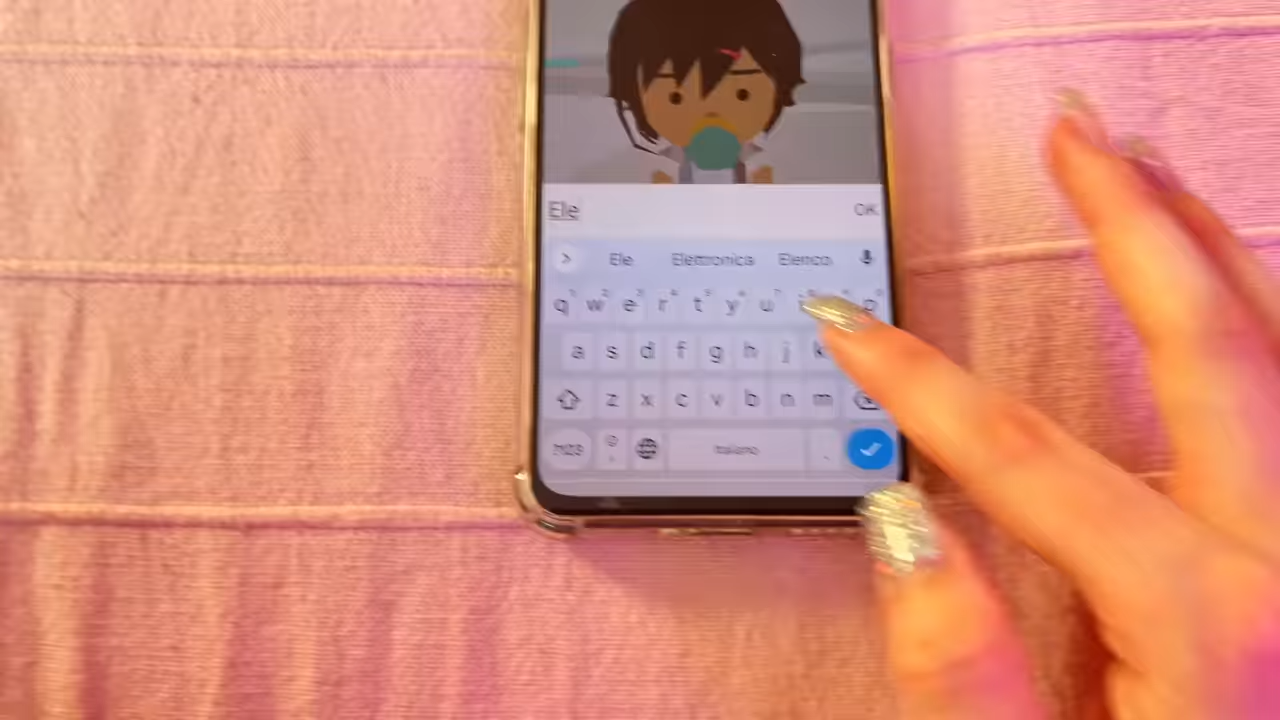 Ele
OK
Ele Elettronica Elenco
q w e r t y u p
a s d f g h j k
z x c v b n m
?123 italiano .